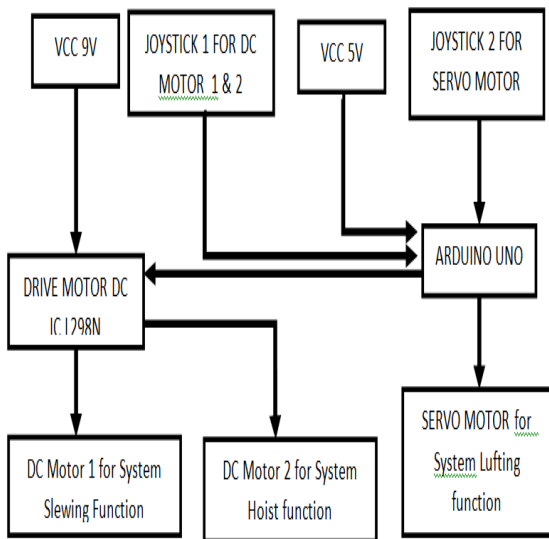 VCC 9V
JOYSTICK 1 FOR DC
MOTOR 1 & 2
VCC 5V
JOYSTICK 2 FOR
SERVO MOTOR
ARDUINO UNO
DRIVE MOTOR DC
IC L298N
DC Motor 1 for System
Slewing Function
DC Motor 2 for System
Hoist function
SERVO MOTOR for
System Lufting
function